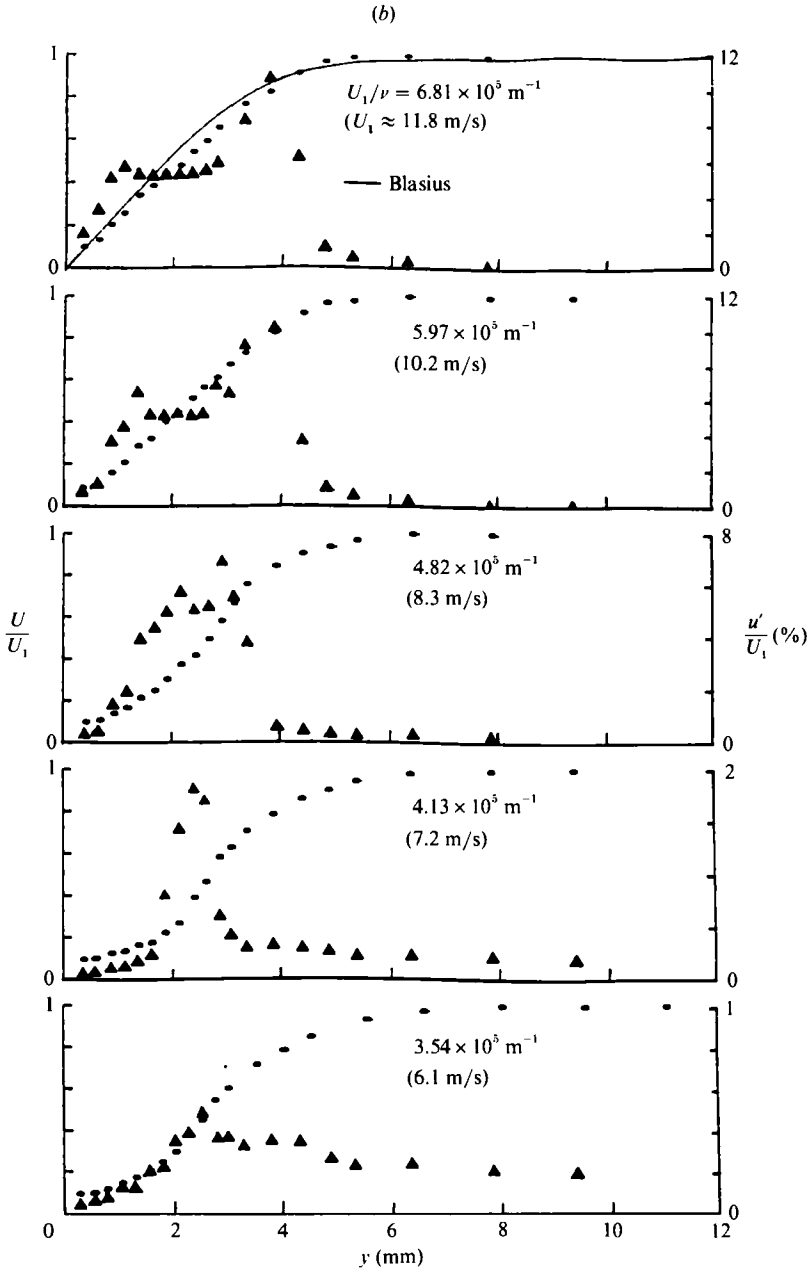 (b)
1
12
U₁/ν = 6.81 × 10⁵ m⁻¹
(U₁ ≈ 11.8 m/s)
Blasius
0
0
1
12
5.97 × 10⁵ m⁻¹
(10.2 m/s)
0
0
1
8
4.82 × 10⁵ m⁻¹
(8.3 m/s)
U/U₁
u′/U₁ (%)
0
0
1
2
4.13 × 10⁵ m⁻¹
(7.2 m/s)
0
0
1
1
3.54 × 10⁵ m⁻¹
(6.1 m/s)
0
0 2 4 6 8 10 12
y (mm)